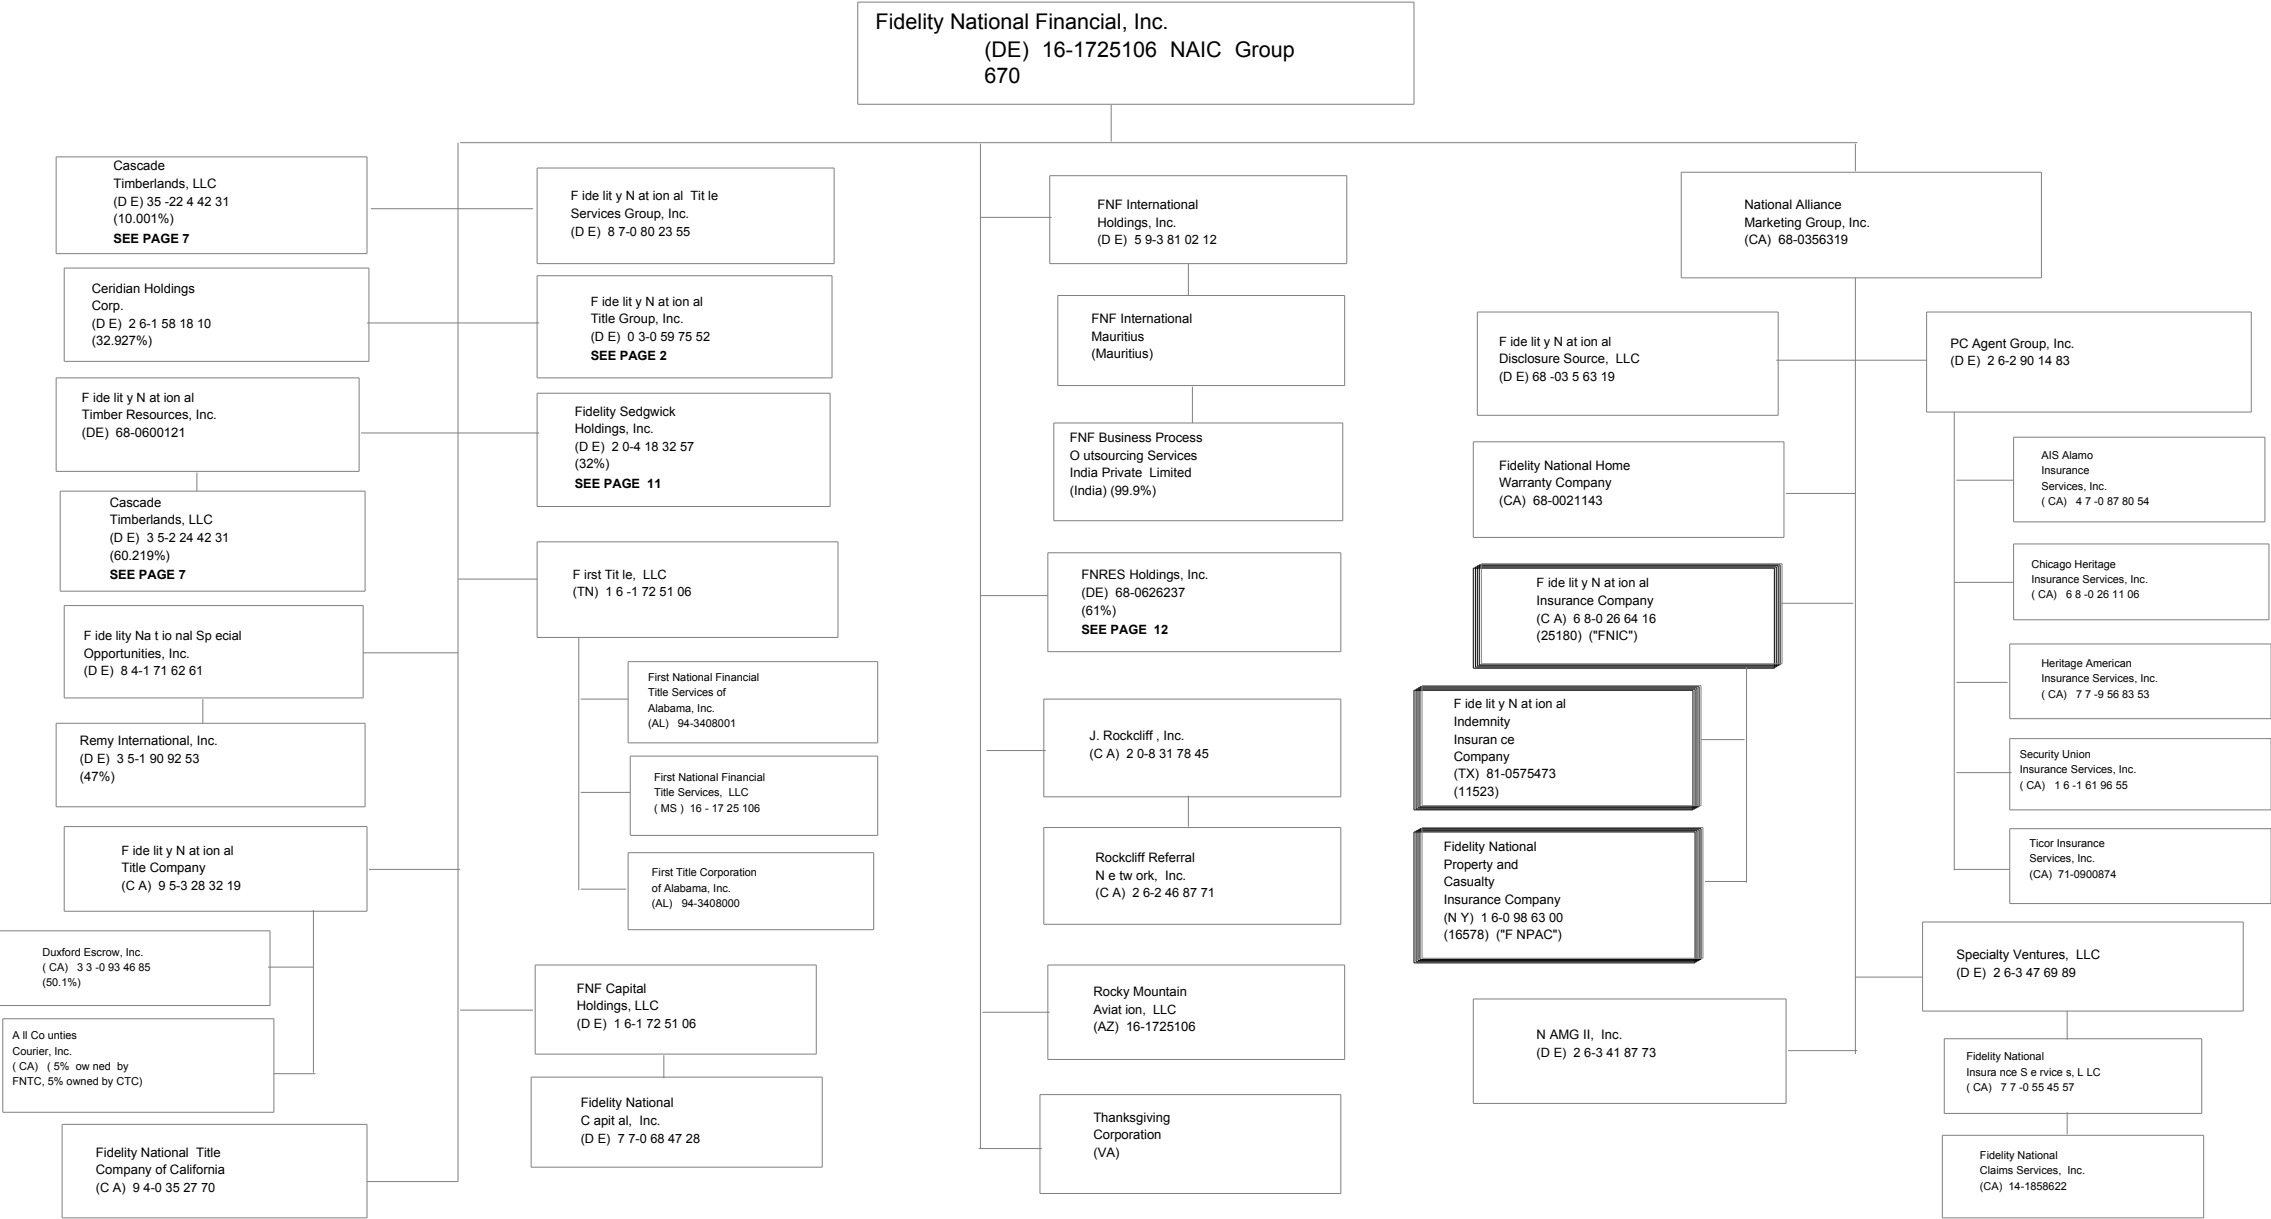 Fidelity National Financial, Inc.
(DE) 16-1725106 NAIC Group
670
Cascade
Timberlands, LLC
(D E) 35 -22 4 42 31
(10.001%)
SEE PAGE 7
Ceridian Holdings
Corp.
(D E) 2 6-1 58 18 10
(32.927%)
F ide lit y N at ion al
Timber Resources, Inc.
(DE) 68-0600121
Cascade
Timberlands, LLC
(D E) 3 5-2 24 42 31
(60.219%)
SEE PAGE 7
F ide lity Na t io nal Sp ecial
Opportunities, Inc.
(D E) 8 4-1 71 62 61
Remy International, Inc.
(D E) 3 5-1 90 92 53
(47%)
F ide lit y N at ion al
Title Company
(C A) 9 5-3 28 32 19
Duxford Escrow, Inc.
( CA) 3 3 -0 93 46 85
(50.1%)
A ll Co unties
Courier, Inc.
( CA) ( 5% ow ned by
FNTC, 5% owned by CTC)
Fidelity National Title
Company of California
(C A) 9 4-0 35 27 70
F ide lit y N at ion al Tit le
Services Group, Inc.
(D E) 8 7-0 80 23 55
F ide lit y N at ion al
Title Group, Inc.
(D E) 0 3-0 59 75 52
SEE PAGE 2
Fidelity Sedgwick
Holdings, Inc.
(D E) 2 0-4 18 32 57
(32%)
SEE PAGE 11
F irst Tit le, LLC
(TN) 1 6 -1 72 51 06
First National Financial
Title Services of
Alabama, Inc.
(AL) 94-3408001
First National Financial
Title Services, LLC
( MS ) 16 - 17 25 106
First Title Corporation
of Alabama, Inc.
(AL) 94-3408000
FNF Capital
Holdings, LLC
(D E) 1 6-1 72 51 06
Fidelity National
C apit al, Inc.
(D E) 7 7-0 68 47 28
FNF International
Holdings, Inc.
(D E) 5 9-3 81 02 12
FNF International
Mauritius
(Mauritius)
FNF Business Process
O utsourcing Services
India Private Limited
(India) (99.9%)
FNRES Holdings, Inc.
(DE) 68-0626237
(61%)
SEE PAGE 12
J. Rockcliff , Inc.
(C A) 2 0-8 31 78 45
Rockcliff Referral
N e tw ork, Inc.
(C A) 2 6-2 46 87 71
Rocky Mountain
Aviat ion, LLC
(AZ) 16-1725106
Thanksgiving
Corporation
(VA)
National Alliance
Marketing Group, Inc.
(CA) 68-0356319
F ide lit y N at ion al
Disclosure Source, LLC
(D E) 68 -03 5 63 19
Fidelity National Home
Warranty Company
(CA) 68-0021143
F ide lit y N at ion al
Insurance Company
(C A) 6 8-0 26 64 16
(25180) ("FNIC")
F ide lit y N at ion al
Indemnity
Insuran ce
Company
(TX) 81-0575473
(11523)
Fidelity National
Property and
Casualty
Insurance Company
(N Y) 1 6-0 98 63 00
(16578) ("F NPAC")
N AMG II, Inc.
(D E) 2 6-3 41 87 73
PC Agent Group, Inc.
(D E) 2 6-2 90 14 83
AIS Alamo
Insurance
Services, Inc.
( CA) 4 7 -0 87 80 54
Chicago Heritage
Insurance Services, Inc.
( CA) 6 8 -0 26 11 06
Heritage American
Insurance Services, Inc.
( CA) 7 7 -9 56 83 53
Security Union
Insurance Services, Inc.
( CA) 1 6 -1 61 96 55
Ticor Insurance
Services, Inc.
(CA) 71-0900874
Specialty Ventures, LLC
(D E) 2 6-3 47 69 89
Fidelity National
Insura nce S e rvice s, L LC
( CA) 7 7 -0 55 45 57
Fidelity National
Claims Services, Inc.
(CA) 14-1858622